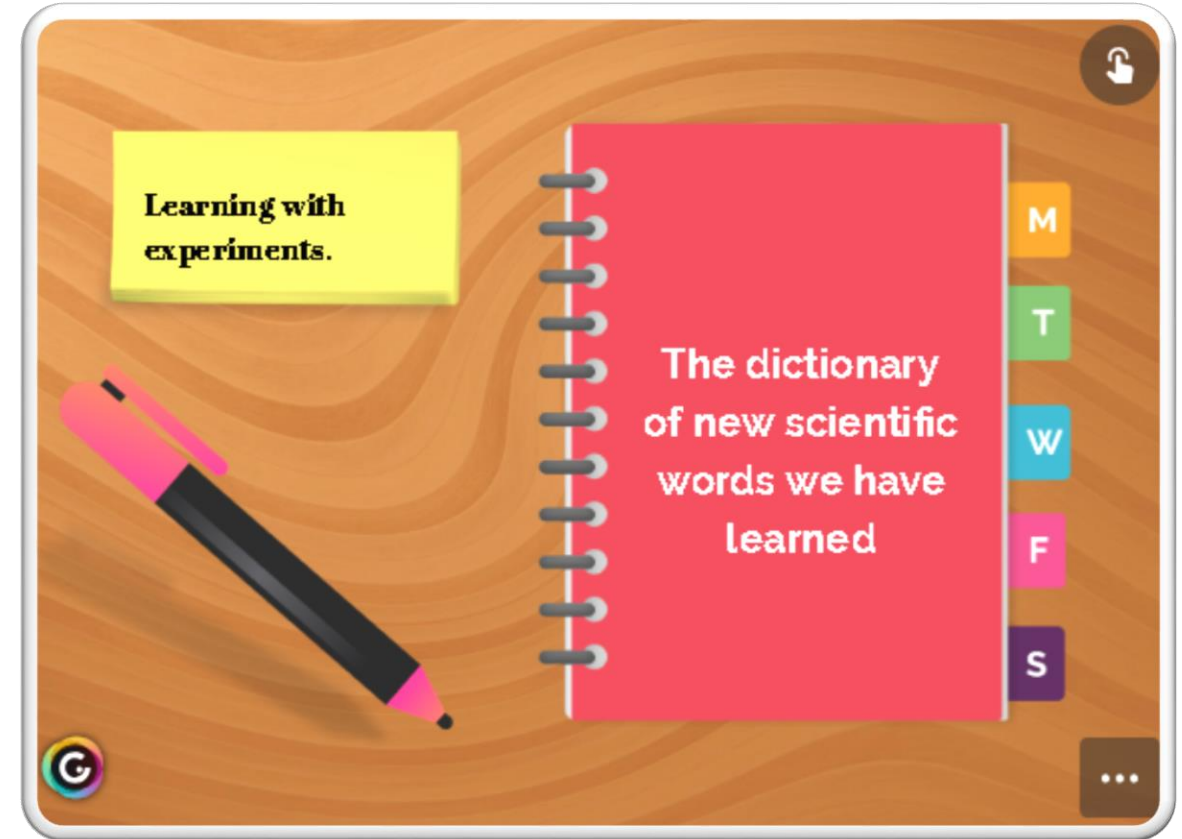 Learning with
experiments.
The dictionary
of new scientific
words we have
learned
M
T
W
F
S
G